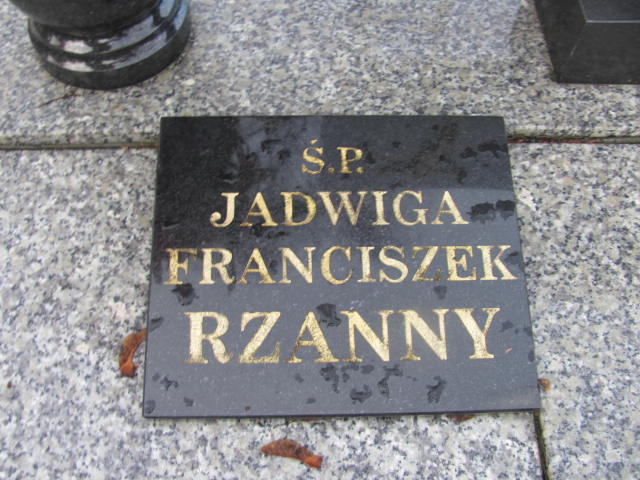 Ś.P.
JADWIGA
FRANCISZEK
RZANNY